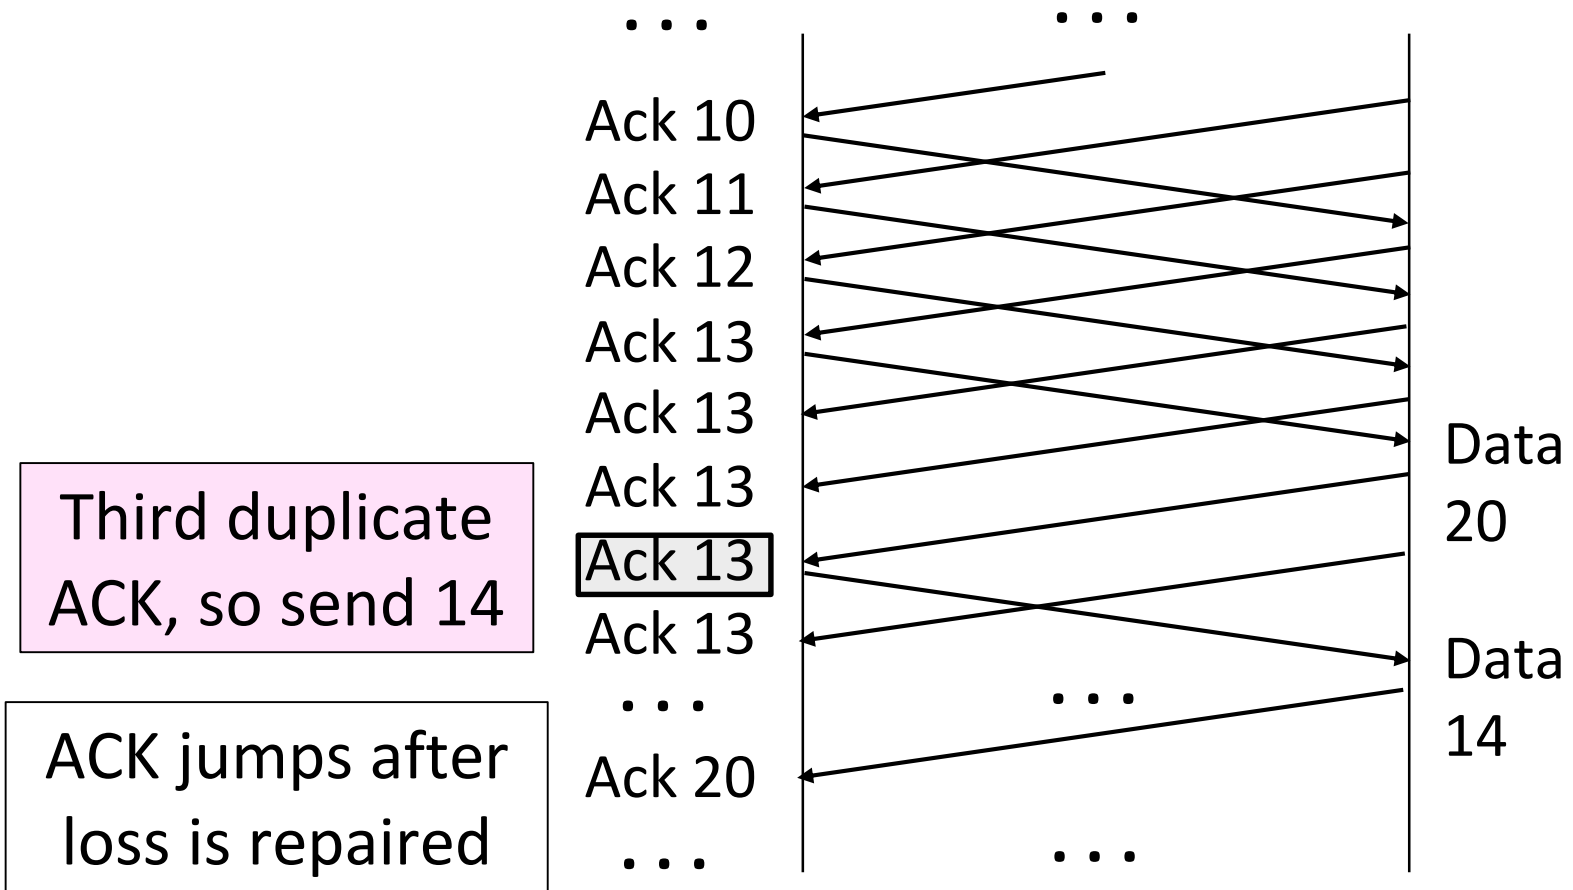 . . .
. . .
Ack 10
Ack 11
Ack 12
Ack 13
Ack 13
Ack 13
Ack 13
Ack 13
. . .
Ack 20
. . .
Third duplicate
ACK, so send 14
ACK jumps after
loss is repaired
Data
20
. . .
Data
14
. . .